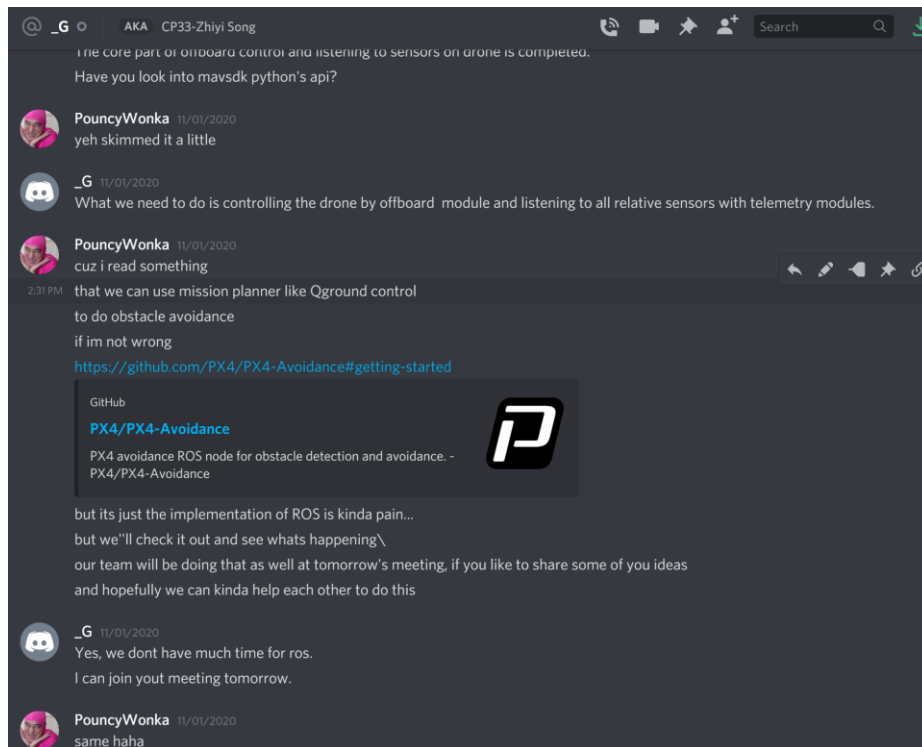 @ _G AKA CP33-Zhiyi Song Search
The core part of offboard control and listening to sensors on drone is completed.
Have you look into mavsdk python's api?
PouncyWonka 11/01/2020
yeh skimmed it a little
_G 11/01/2020
What we need to do is controlling the drone by offboard module and listening to all relative sensors with telemetry modules.
PouncyWonka 11/01/2020
cuz i read something
2:31 PM that we can use mission planner like Qground control
to do obstacle avoidance
if im not wrong
https://github.com/PX4/PX4-Avoidance#getting-started
GitHub
PX4/PX4-Avoidance
PX4 avoidance ROS node for obstacle detection and avoidance. -
PX4/PX4-Avoidance
but its just the implementation of ROS is kinda pain...
but we"ll check it out and see whats happening\
our team will be doing that as well at tomorrow's meeting, if you like to share some of you ideas
and hopefully we can kinda help each other to do this
_G 11/01/2020
Yes, we dont have much time for ros.
I can join yout meeting tomorrow.
PouncyWonka 11/01/2020
same haha